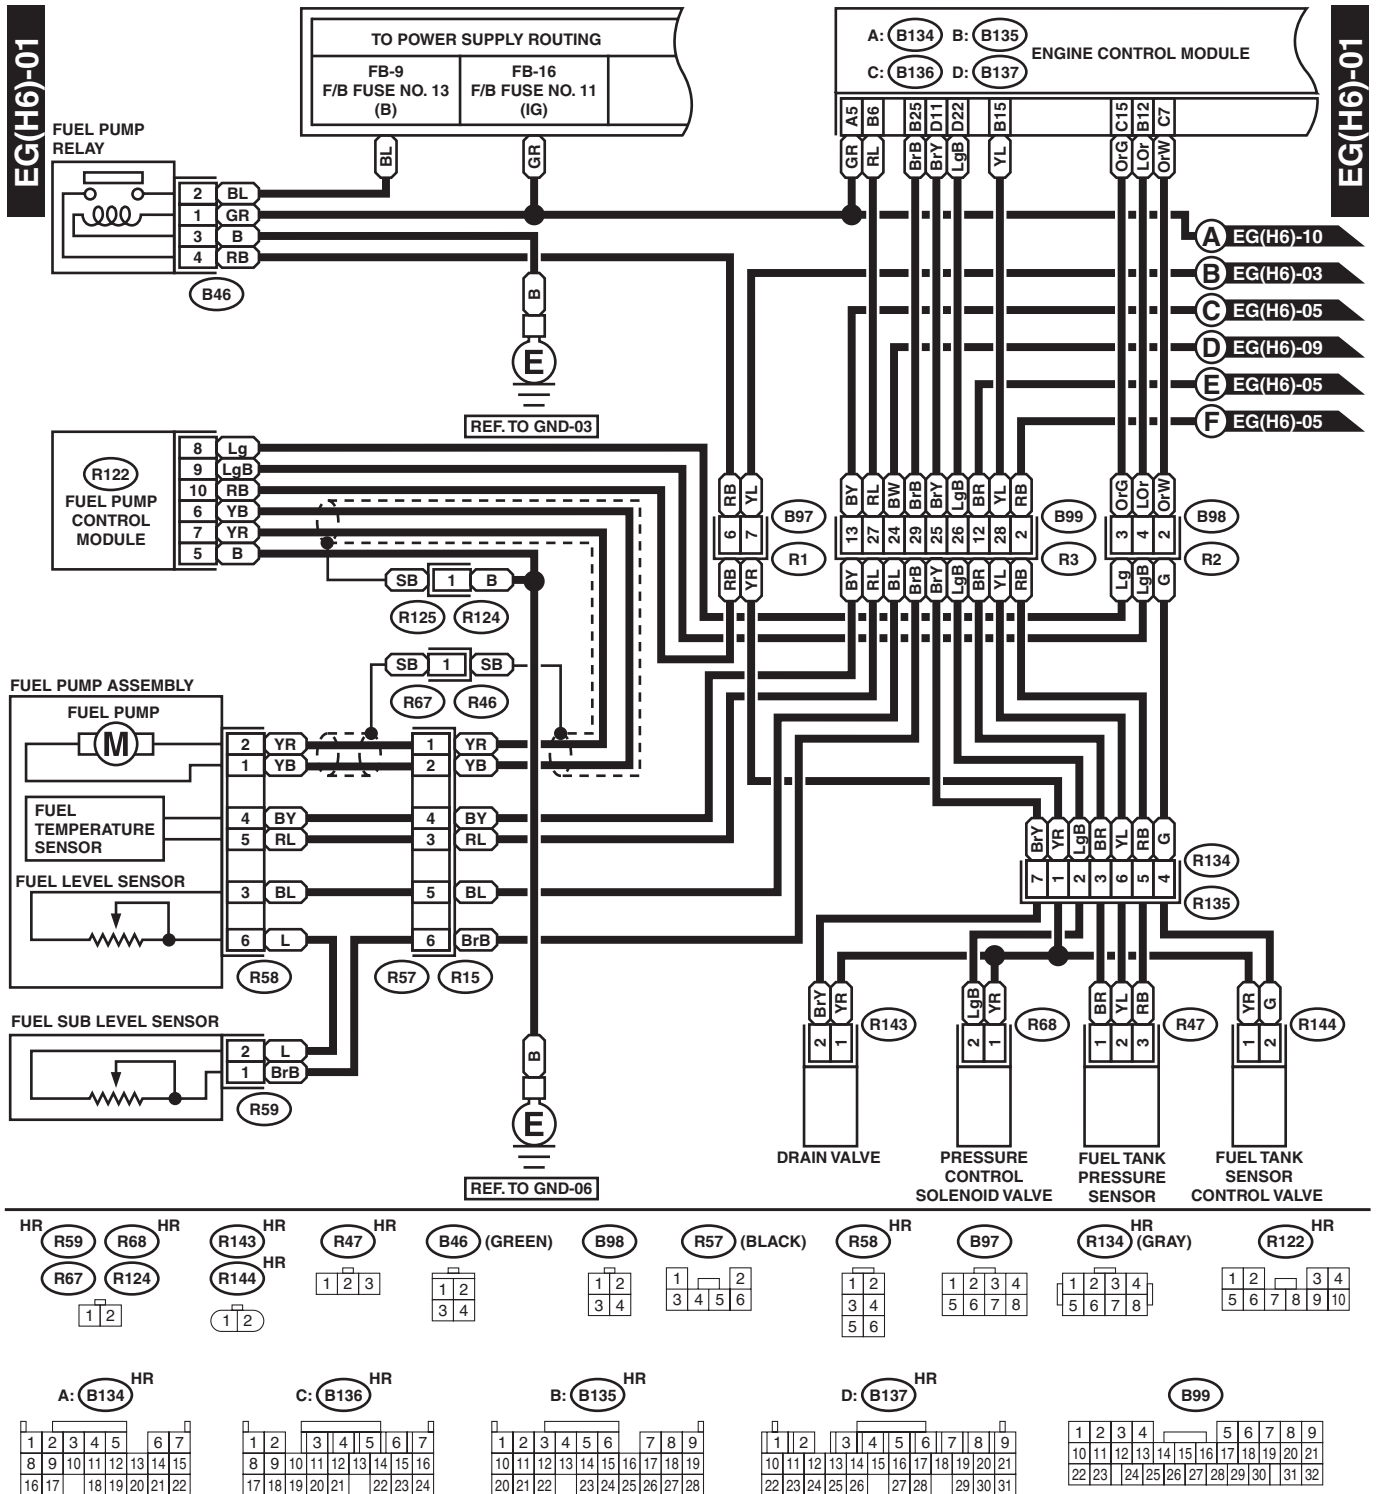 EG(H6)-01
TO POWER SUPPLY ROUTING
FB-9
F/B FUSE NO. 13
(B)
FB-16
F/B FUSE NO. 11
(IG)
A: B134 B: B135
C: B136 D: B137
ENGINE CONTROL MODULE
EG(H6)-01
A5 B6 B25 D11 D22 B15 C15 B12 C7
GR RL BrB BrY LgB YL OrG LOr OrW
FUEL PUMP
RELAY
BL GR
2 BL
1 GR
3 B
4 RB
B46
B
E
REF. TO GND-03
A EG(H6)-10
B EG(H6)-03
C EG(H6)-05
D EG(H6)-09
E EG(H6)-05
F EG(H6)-05
R122
FUEL PUMP
CONTROL
MODULE
8 Lg
9 LgB
10 RB
6 YB
7 YR
5 B
RB YL
6 7
RB YR
B97
R1
BY RL BW BrB BrY LgB BR YL RB
13 27 24 29 25 26 12 28 2
BY RL BL BrB BrY LgB BR YL RB
B99
R3
OrG LOr OrW
3 4 2
Lg LgB G
B98
R2
SB 1 B
R125 R124
SB 1 SB
R67 R46
FUEL PUMP ASSEMBLY
FUEL PUMP
M
2 YR 1 YR
1 YB 2 YB
FUEL
TEMPERATURE
SENSOR
4 BY 4 BY
5 RL 3 RL
FUEL LEVEL SENSOR
3 BL 5 BL
6 L 6 BrB
R58 R57 R15
FUEL SUB LEVEL SENSOR
2 L
1 BrB
R59
B
E
REF. TO GND-06
BrY YR LgB BR YL RB G
7 1 2 3 6 5 4
R134
R135
BrY YR
2 1
R143
DRAIN VALVE
LgB YR
2 1
R68
PRESSURE
CONTROL
SOLENOID VALVE
BR YL RB
1 2 3
R47
FUEL TANK
PRESSURE
SENSOR
YR G
1 2
R144
FUEL TANK
SENSOR
CONTROL VALVE
HR R59 R68 HR
R67 R124
1 2
R143 HR
R144 HR
1 2
R47 HR
1 2 3
B46 (GREEN)
1 2
3 4
B98
1 2
3 4
R57 (BLACK)
1 2
3 4 5 6
R58 HR
1 2
3 4
5 6
B97
1 2 3 4
5 6 7 8
R134 HR (GRAY)
1 2 3 4
5 6 7 8
R122 HR
1 2 3 4
5 6 7 8 9 10
A: B134 HR
1 2 3 4 5 6 7
8 9 10 11 12 13 14 15
16 17 18 19 20 21 22
C: B136 HR
1 2 3 4 5 6 7
8 9 10 11 12 13 14 15 16
17 18 19 20 21 22 23 24
B: B135 HR
1 2 3 4 5 6 7 8 9
10 11 12 13 14 15 16 17 18 19
20 21 22 23 24 25 26 27 28
D: B137 HR
1 2 3 4 5 6 7 8 9
10 11 12 13 14 15 16 17 18 19 20 21
22 23 24 25 26 27 28 29 30 31
B99
1 2 3 4 5 6 7 8 9
10 11 12 13 14 15 16 17 18 19 20 21
22 23 24 25 26 27 28 29 30 31 32